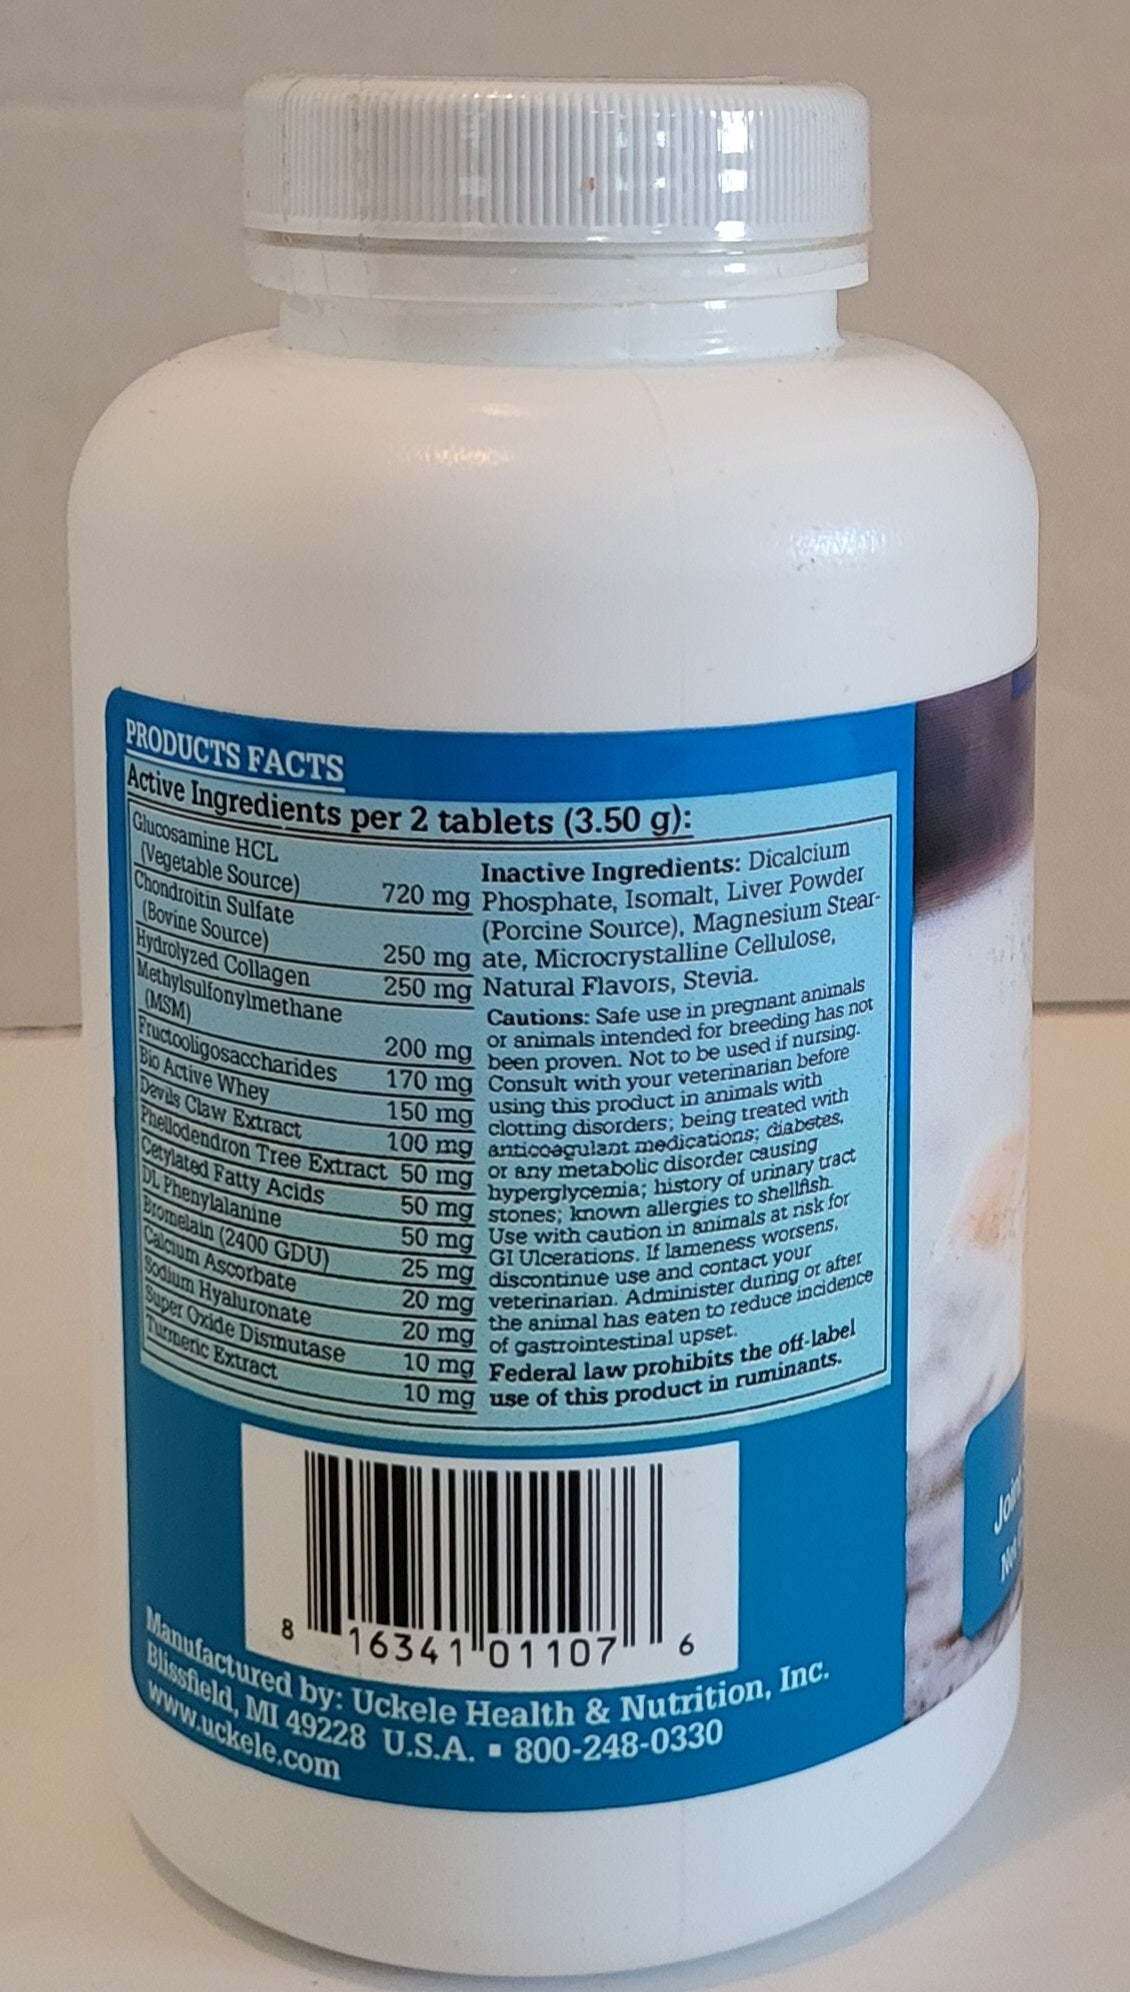 PRODUCTS FACTS
Active Ingredients per 2 tablets (3.50 g):
Glucosamine HCL
(Vegetable Source) 720 mg
Chondroitin Sulfate
(Bovine Source) 250 mg
Hydrolyzed Collagen 250 mg
Methylsulfonylmethane
(MSM) 200 mg
Fructooligosaccharides 170 mg
Bio Active Whey 150 mg
Devils Claw Extract 100 mg
Phellodendron Tree Extract 50 mg
Cetylated Fatty Acids 50 mg
DL Phenylalanine 50 mg
Bromelain (2400 GDU) 25 mg
Calcium Ascorbate 20 mg
Sodium Hyaluronate 20 mg
Super Oxide Dismutase 10 mg
Turmeric Extract 10 mg
Inactive Ingredients: Dicalcium
Phosphate, Isomalt, Liver Powder
(Porcine Source), Magnesium Stear-
ate, Microcrystalline Cellulose,
Natural Flavors, Stevia.
Cautions: Safe use in pregnant animals
or animals intended for breeding has not
been proven. Not to be used if nursing.
Consult with your veterinarian before
using this product in animals with
clotting disorders; being treated with
anticoagulant medications; diabetes,
or any metabolic disorder causing
hyperglycemia; history of urinary tract
stones; known allergies to shellfish.
Use with caution in animals at risk for
GI Ulcerations. If lameness worsens,
discontinue use and contact your
veterinarian. Administer during or after
the animal has eaten to reduce incidence
of gastrointestinal upset.
Federal law prohibits the off-label
use of this product in ruminants.
8 16341 01107 6
Manufactured by: Uckele Health & Nutrition, Inc.
Blissfield, MI 49228 U.S.A. ▪ 800-248-0330
www.uckele.com